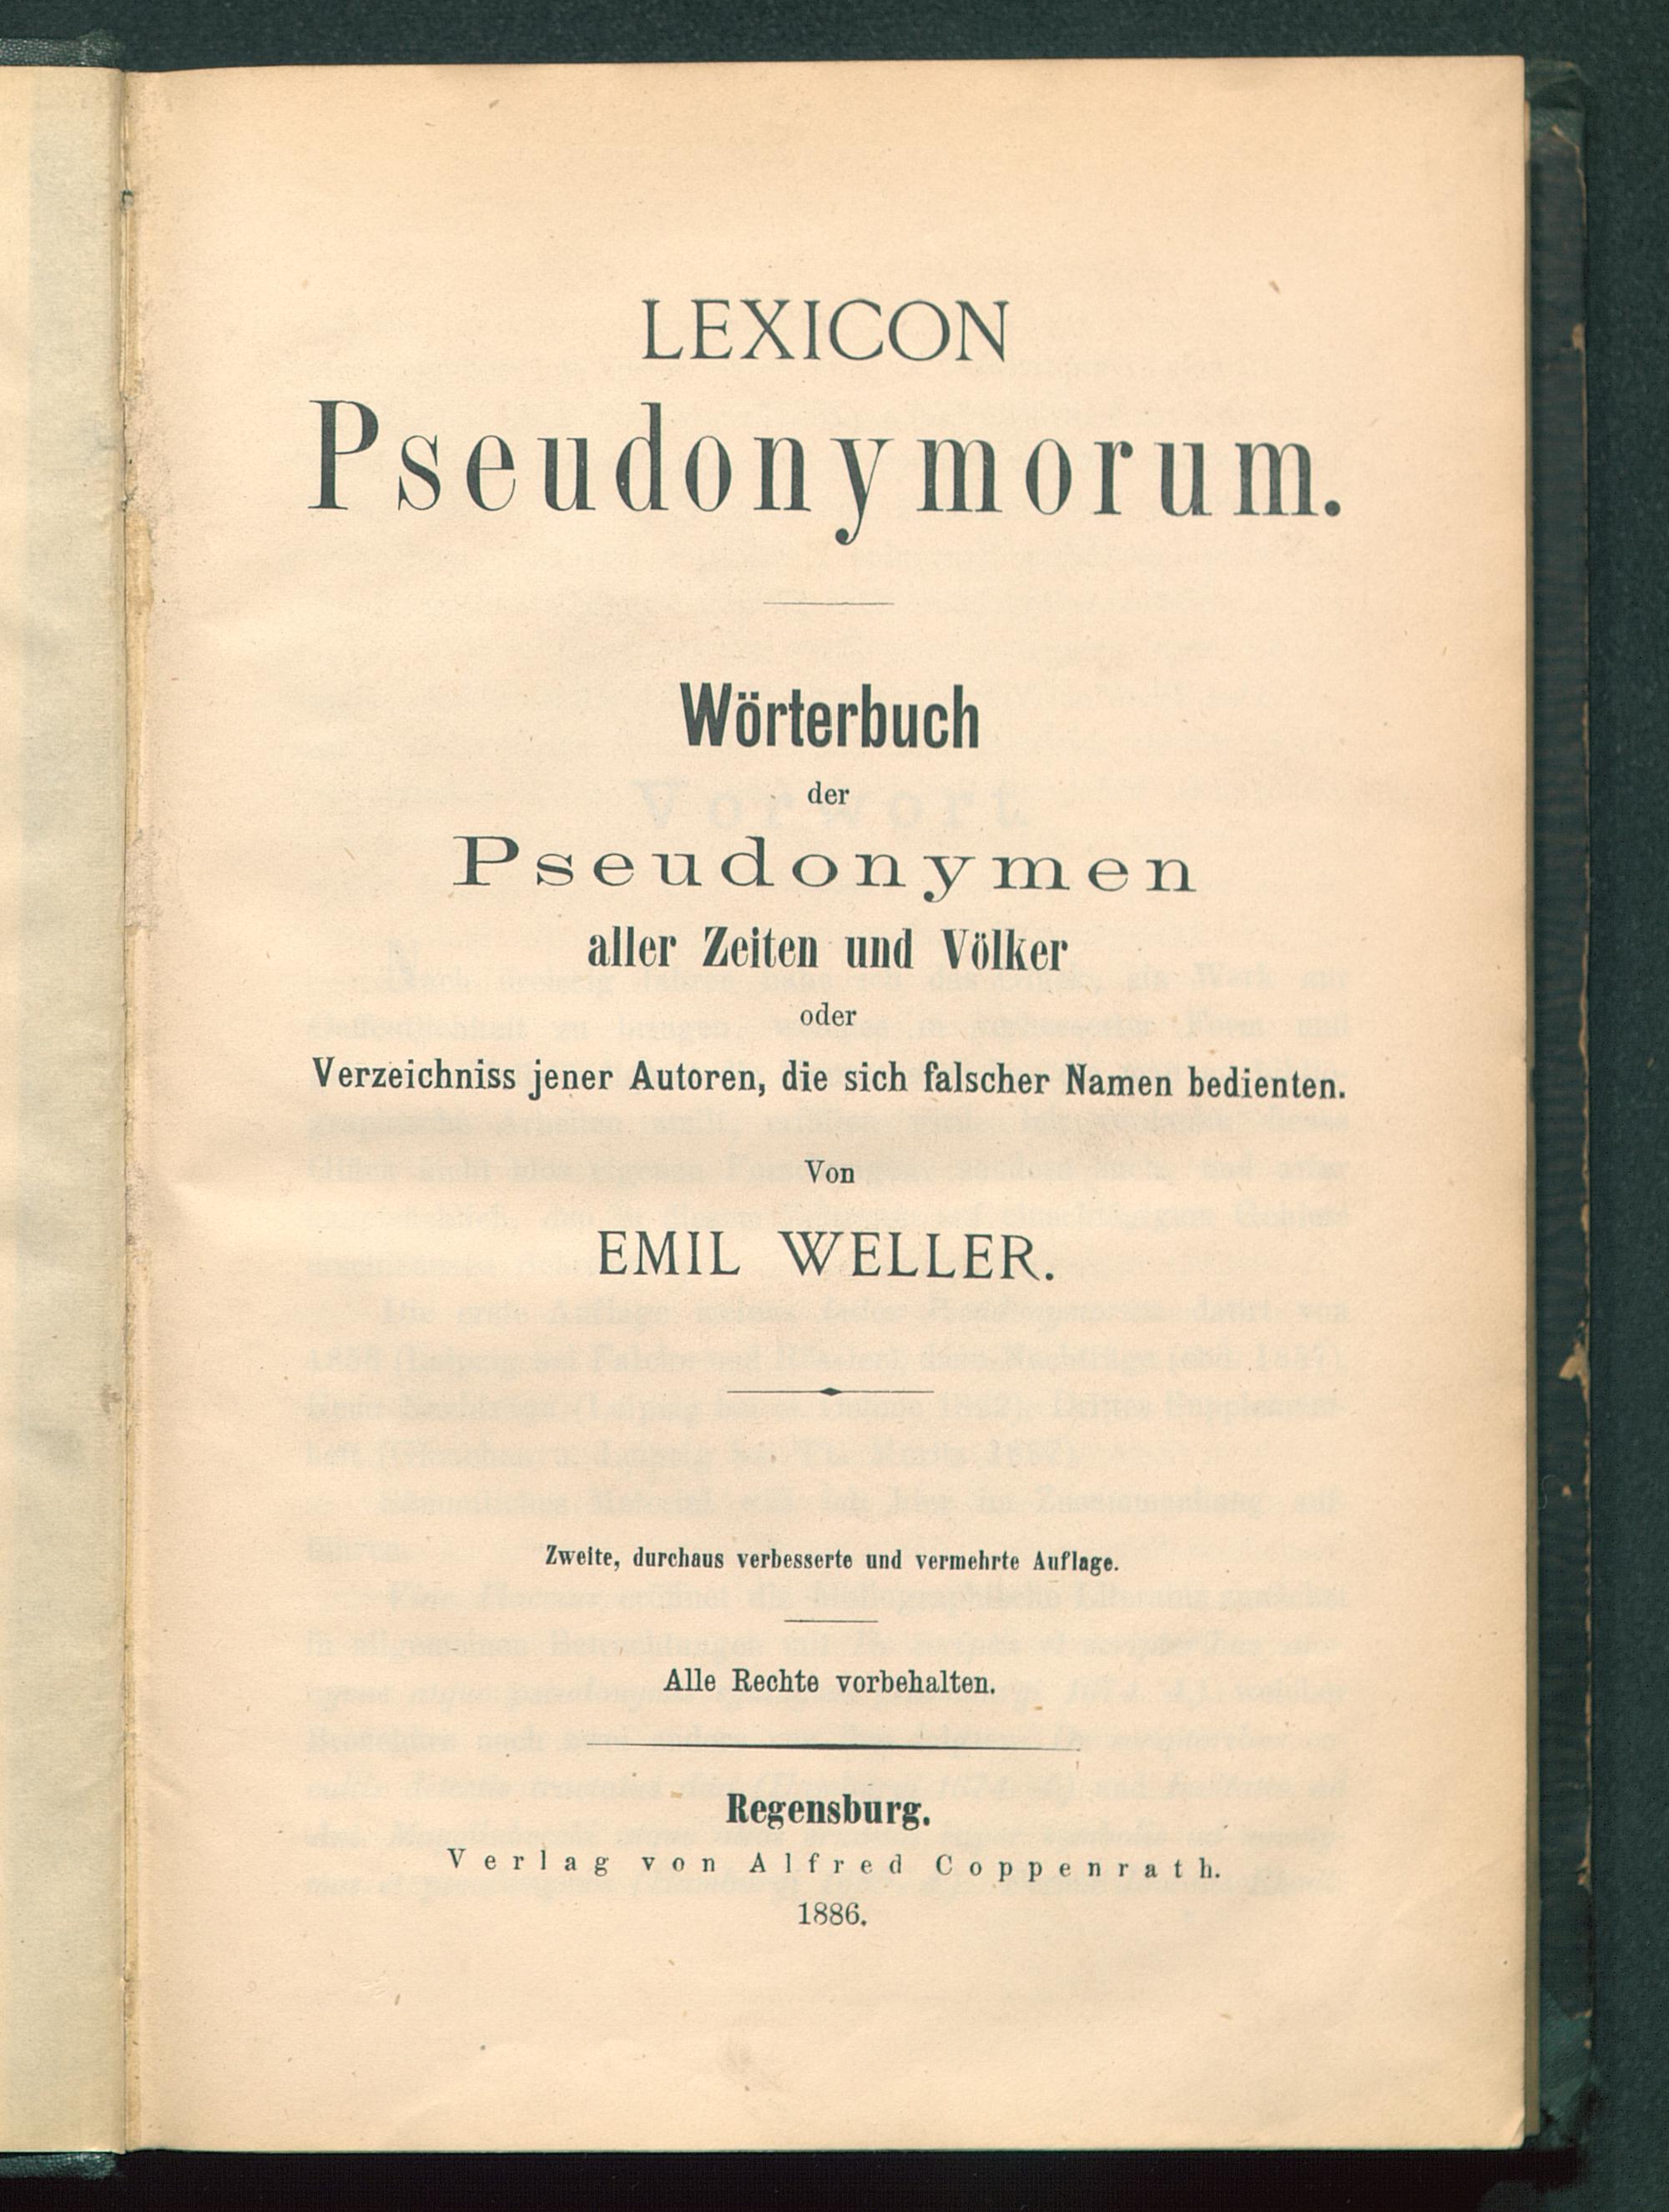 LEXICON
Pseudonymorum.
Wörterbuch
der
Pseudonymen
aller Zeiten und Völker
oder
Verzeichniss jener Autoren, die sich falscher Namen bedienten.
Von
EMIL WELLER.
Zweite, durchaus verbesserte und vermehrte Auflage.
Alle Rechte vorbehalten.
Regensburg.
Verlag von Alfred Coppenrath.
1886.